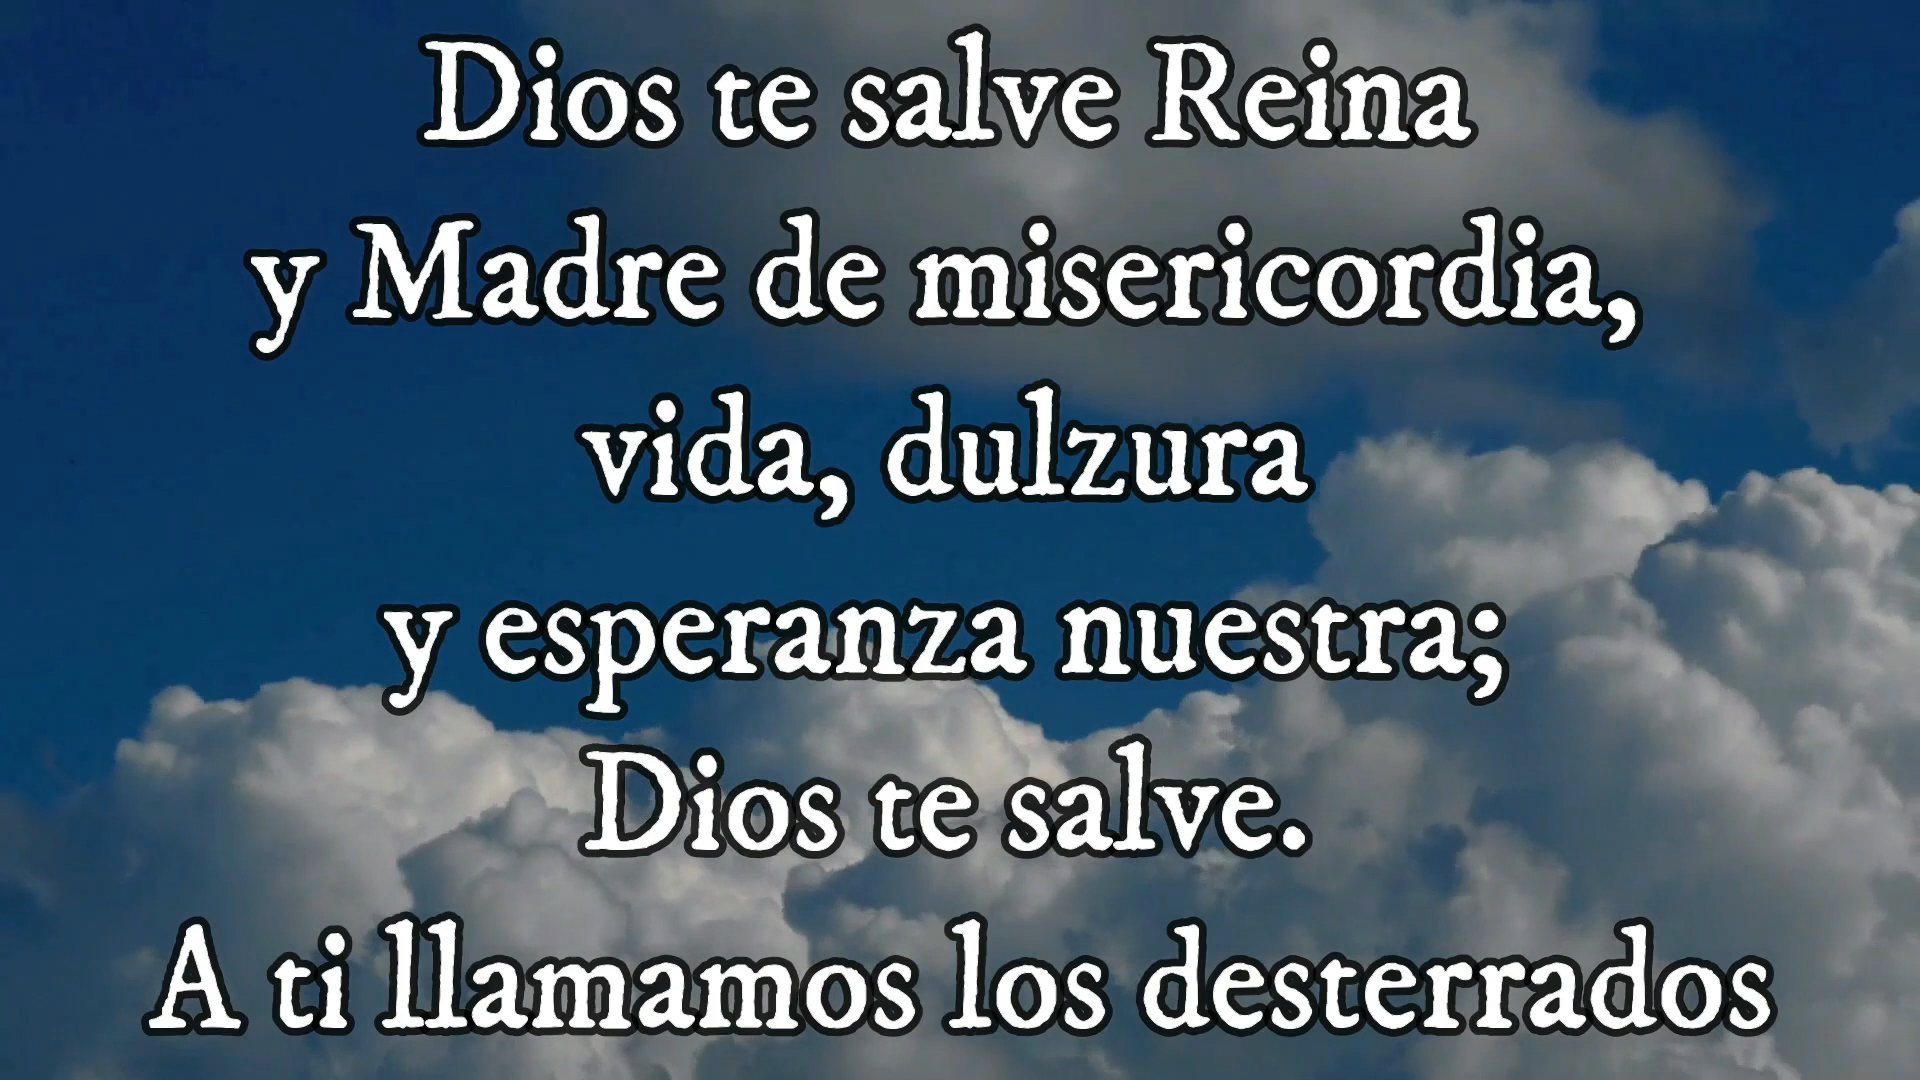 Dios te salve Reina
y Madre de misericordia,
vida, dulzura
y esperanza nuestra;
Dios te salve.
A ti llamamos los desterrados